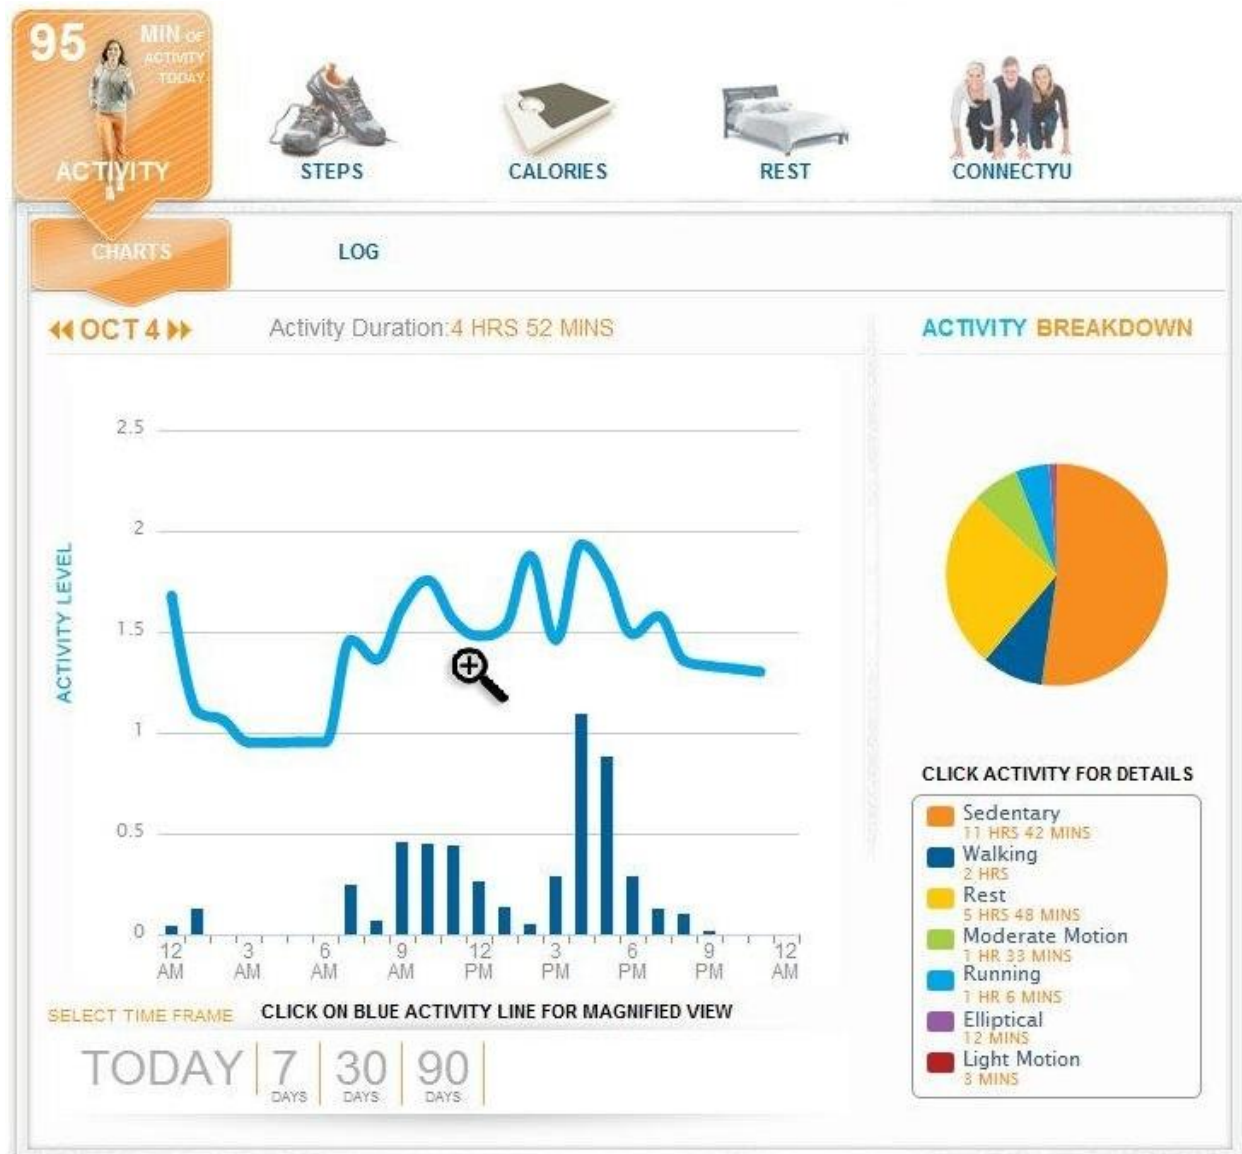 95 MIN OF
ACTIVITY
TODAY
ACTIVITY
STEPS
CALORIES
REST
CONNECTYU
CHARTS
LOG
OCT 4
Activity Duration:4 HRS 52 MINS
ACTIVITY BREAKDOWN
ACTIVITY LEVEL
2.5
2
1.5
1
0.5
0
12 AM
3 AM
6 AM
9 AM
12 PM
3 PM
6 PM
9 PM
12 AM
SELECT TIME FRAME
CLICK ON BLUE ACTIVITY LINE FOR MAGNIFIED VIEW
TODAY
7 DAYS
30 DAYS
90 DAYS
CLICK ACTIVITY FOR DETAILS
Sedentary
11 HRS 42 MINS
Walking
2 HRS
Rest
5 HRS 48 MINS
Moderate Motion
1 HR 33 MINS
Running
1 HR 6 MINS
Elliptical
12 MINS
Light Motion
3 MINS